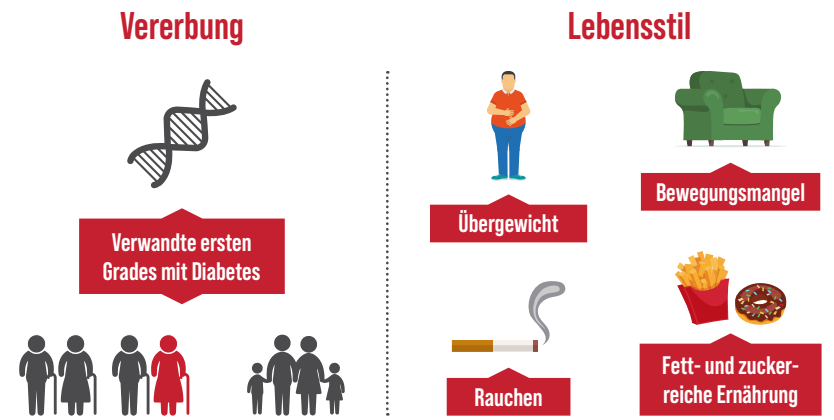 Vererbung
Verwandte ersten
Grades mit Diabetes
Lebensstil
Übergewicht
Bewegungsmangel
Rauchen
Fett- und zucker-
reiche Ernährung